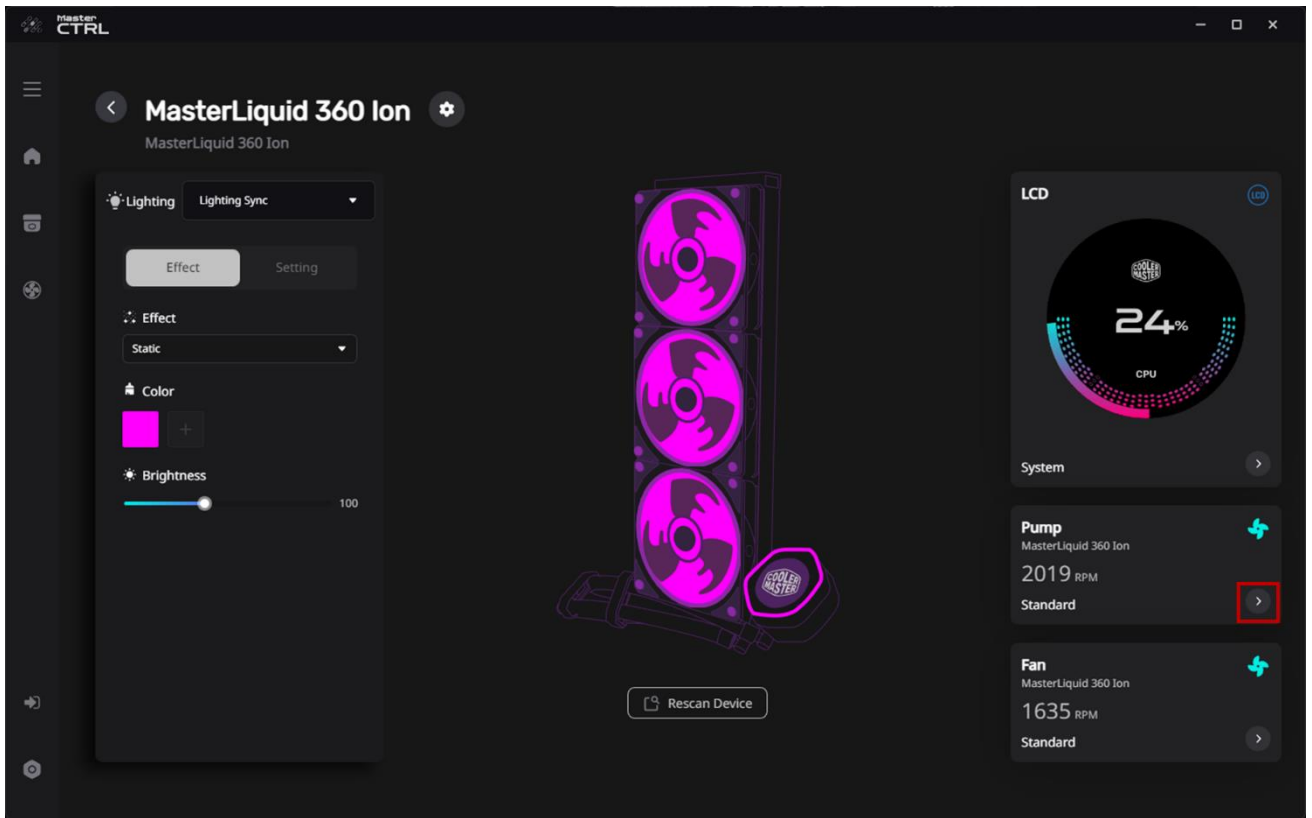 Master
CTRL
MasterLiquid 360 Ion
MasterLiquid 360 Ion
Lighting
Lighting Sync
Effect
Setting
Effect
Static
Color
+
Brightness
100
COOLER
MASTER
Rescan Device
LCD
LCD
COOLER
MASTER
24%
CPU
System
Pump
MasterLiquid 360 Ion
2019 RPM
Standard
Fan
MasterLiquid 360 Ion
1635 RPM
Standard